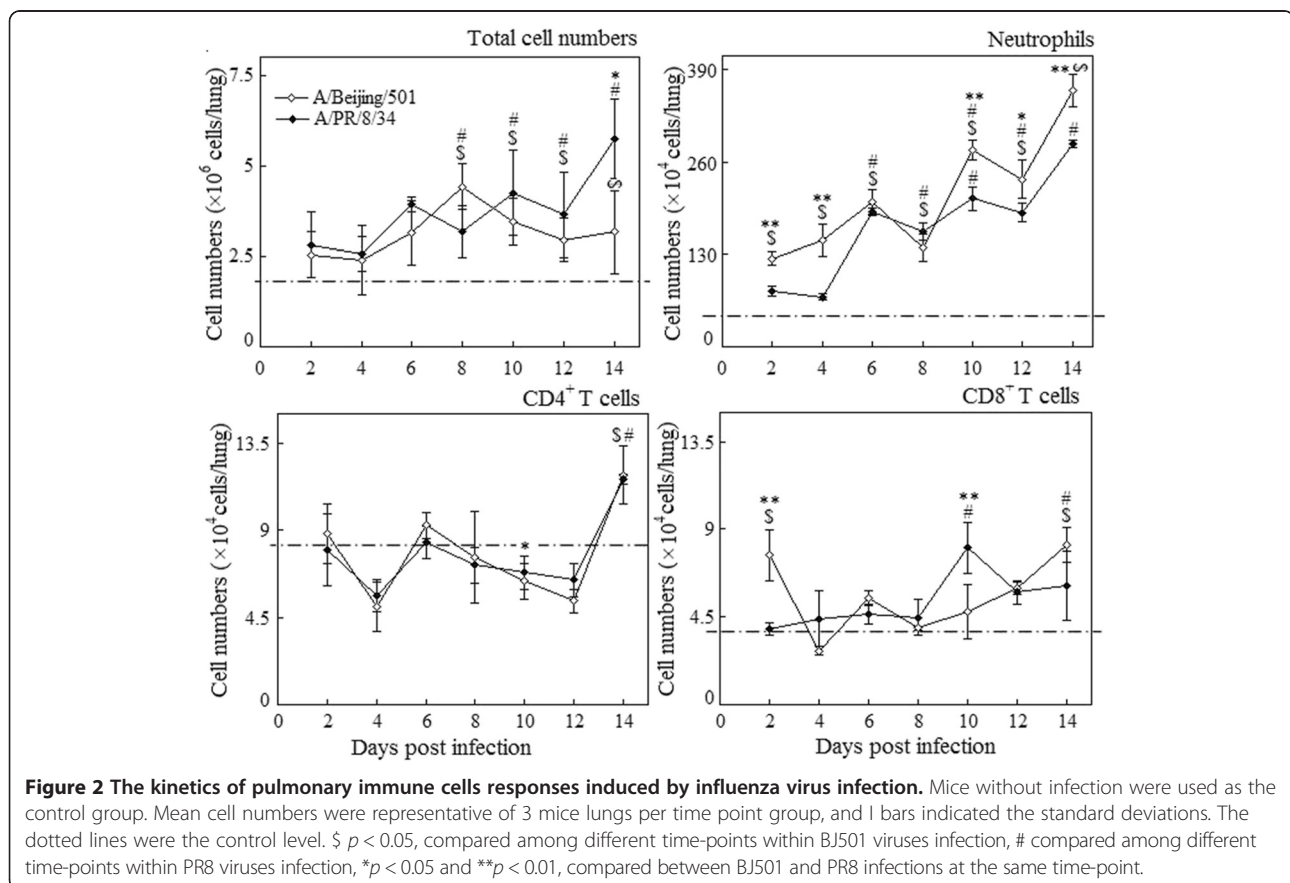 Total cell numbers
Neutrophils
Cell numbers (×10⁶ cells/lung)
7.5
5
2.5
0
A/Beijing/501
A/PR/8/34
#
$
#
$
#
$
*
#
$
0 2 4 6 8 10 12 14
Cell numbers (×10⁴ cells/lung)
390
260
130
0
**
$
**
$
#
$
#
$
**
#
$
#
*
#
$
** $
#
0 2 4 6 8 10 12 14
CD4⁺ T cells
CD8⁺ T cells
Cell numbers (×10⁴ cells/lung)
13.5
9
4.5
0
*
$ #
0 2 4 6 8 10 12 14
Days post infection
Cell numbers (×10⁴ cells/lung)
13.5
9
4.5
0
**
$
**
#
#
$
0 2 4 6 8 10 12 14
Days post infection
Figure 2 The kinetics of pulmonary immune cells responses induced by influenza virus infection. Mice without infection were used as the
control group. Mean cell numbers were representative of 3 mice lungs per time point group, and I bars indicated the standard deviations. The
dotted lines were the control level. $ p < 0.05, compared among different time-points within BJ501 viruses infection, # compared among different
time-points within PR8 viruses infection, *p < 0.05 and **p < 0.01, compared between BJ501 and PR8 infections at the same time-point.